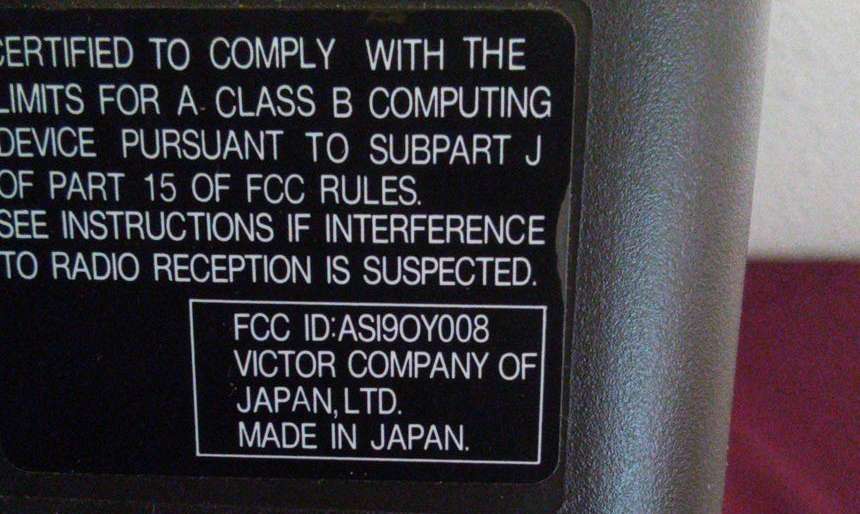 CERTIFIED TO COMPLY WITH THE
LIMITS FOR A CLASS B COMPUTING
DEVICE PURSUANT TO SUBPART J
OF PART 15 OF FCC RULES.
SEE INSTRUCTIONS IF INTERFERENCE
TO RADIO RECEPTION IS SUSPECTED.
FCC ID:ASI9OY008
VICTOR COMPANY OF
JAPAN,LTD.
MADE IN JAPAN.